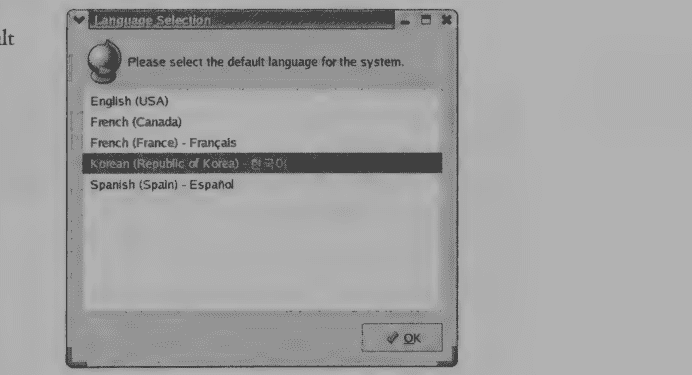 lt
Language Selection
Please select the default language for the system.
English (USA)
French (Canada)
French (France) - Français
Korean (Republic of Korea) - 한국어
Spanish (Spain) - Español
OK